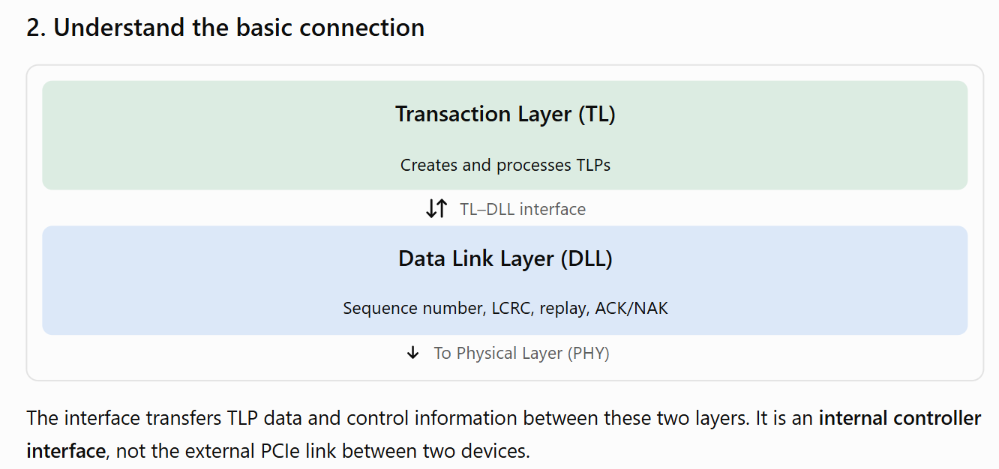 2. Understand the basic connection
Transaction Layer (TL)
Creates and processes TLPs
TL–DLL interface
Data Link Layer (DLL)
Sequence number, LCRC, replay, ACK/NAK
To Physical Layer (PHY)
The interface transfers TLP data and control information between these two layers. It is an internal controller
interface, not the external PCIe link between two devices.